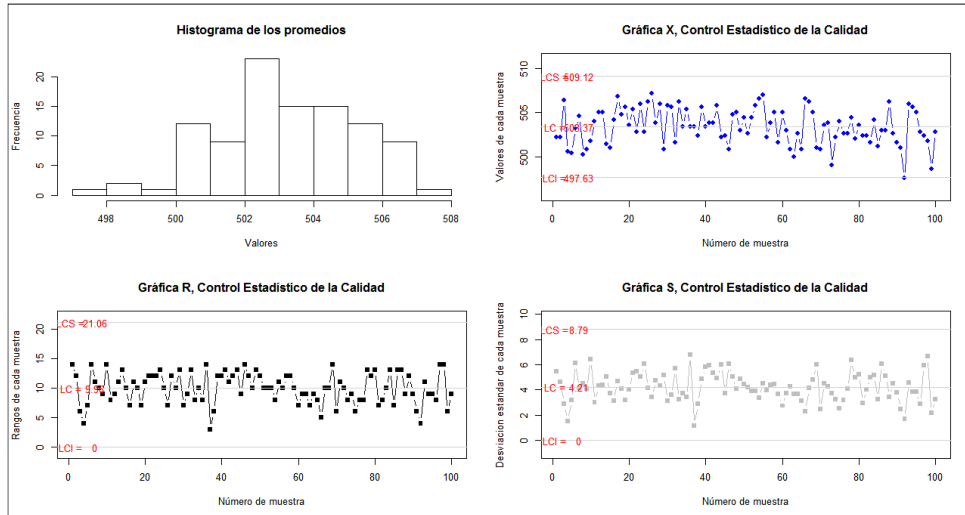 Histograma de los promedios
Frecuencia
20
15
10
5
0
498
500
502
504
506
508
Valores
Gráfica X, Control Estadístico de la Calidad
Valores de cada muestra
510
505
500
LCS =509.12
LCI =497.63
0
20
40
60
80
100
Número de muestra
Gráfica R, Control Estadístico de la Calidad
Rangos de cada muestra
20
15
10
5
0
LCS =21.06
LCI = 0
0
20
40
60
80
100
Número de muestra
Gráfica S, Control Estadístico de la Calidad
Desviacion estandar de cada muestra
10
8
6
4
2
0
LCS =8.79
LC = 4.21
LCI = 0
0
20
40
60
80
100
Número de muestra